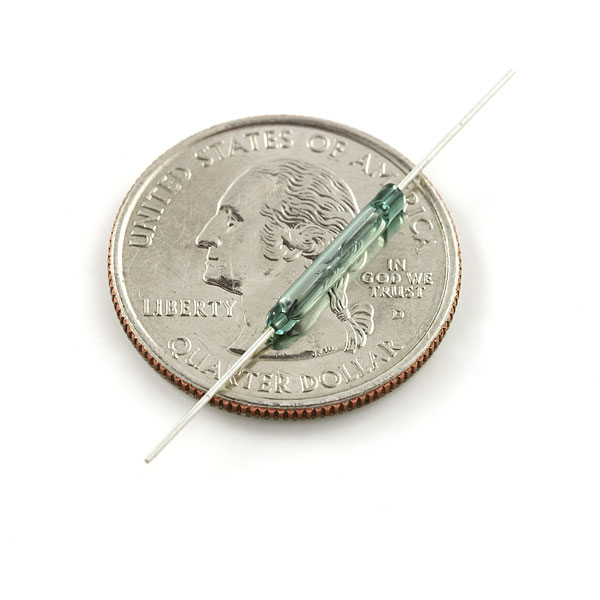 UNITED STATES OF AMERICA
LIBERTY
IN
GOD WE
TRUST
D
QUARTER DOLLAR